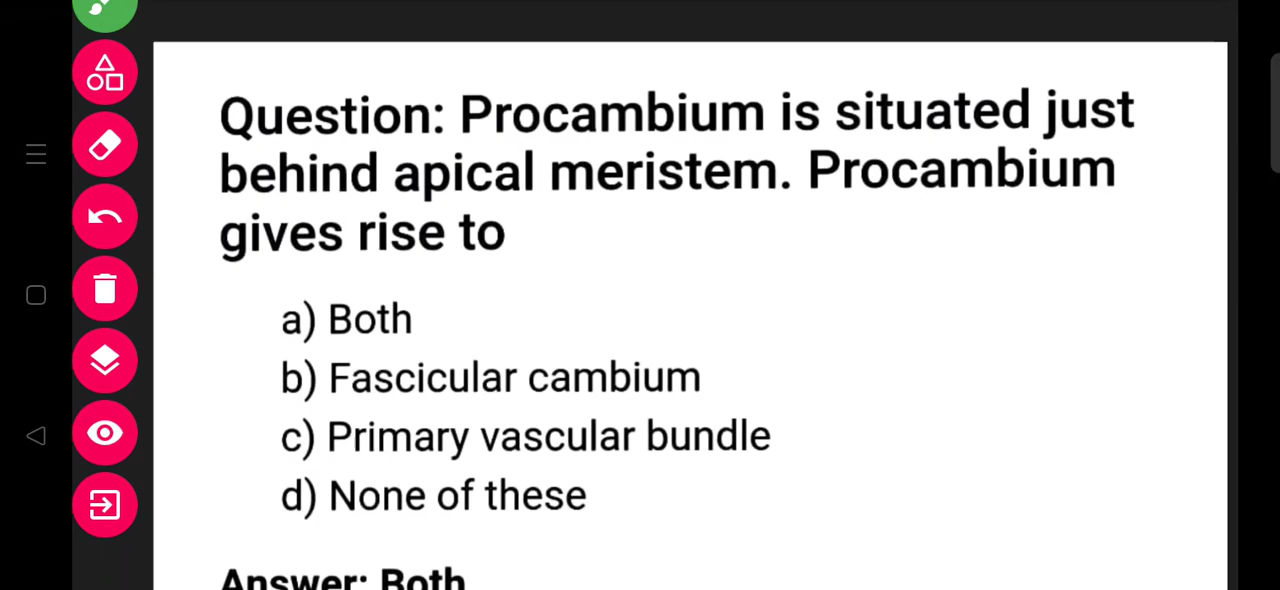 Question: Procambium is situated just
behind apical meristem. Procambium
gives rise to
a) Both
b) Fascicular cambium
c) Primary vascular bundle
d) None of these
Answer: Both